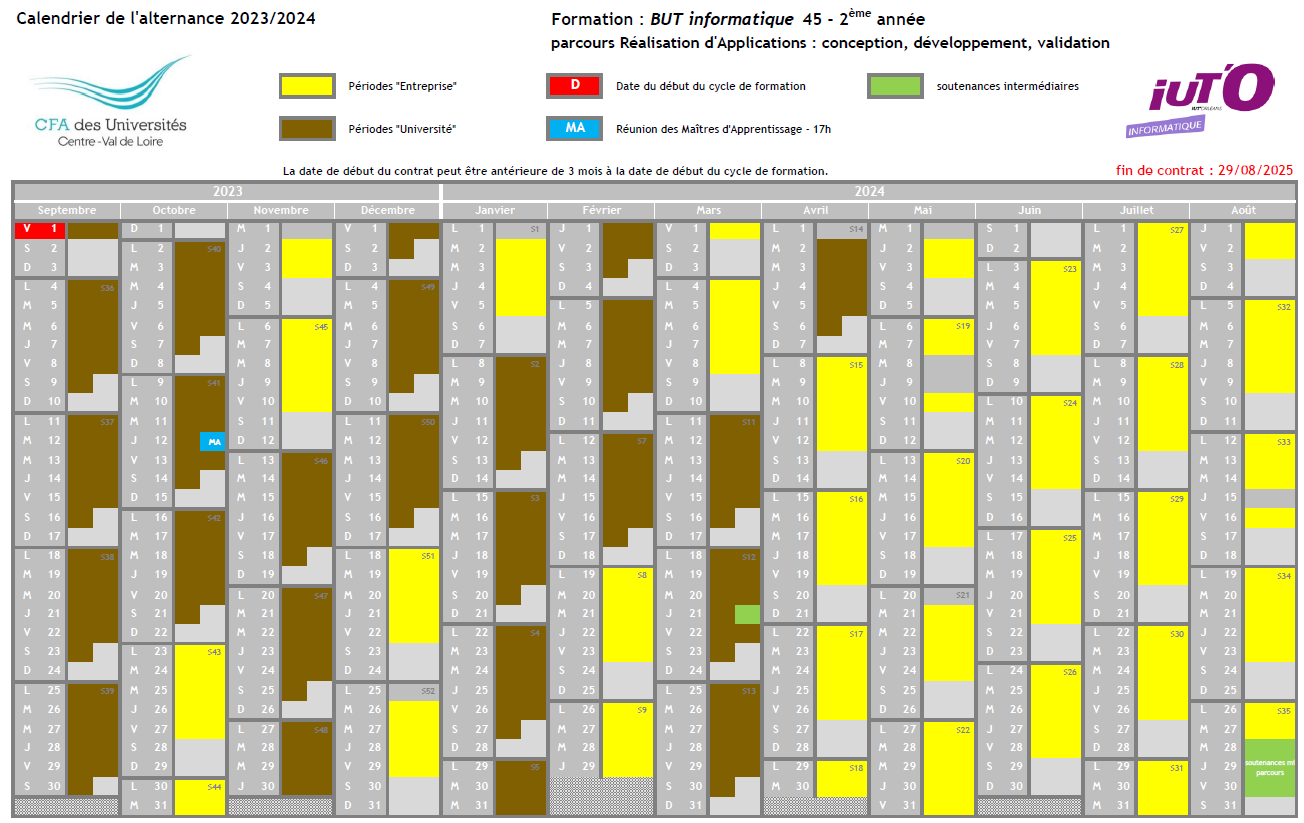 Calendrier de l'alternance 2023/2024
Formation : BUT informatique 45 - 2ème année
parcours Réalisation d'Applications : conception, développement, validation
CFA des Universités
Centre-Val de Loire
Périodes "Entreprise"
D Date du début du cycle de formation
soutenances intermédiaires
Périodes "Université"
MA Réunion des Maîtres d'Apprentissage - 17h
iUT'O
IUT'ORLÉANS
INFORMATIQUE
La date de début du contrat peut être antérieure de 3 mois à la date de début du cycle de formation.
fin de contrat : 29/08/2025
2023 2024
Septembre Octobre Novembre Décembre Janvier Février Mars Avril Mai Juin Juillet Août
V 1 D 1 M 1 V 1 L 1 S1 J 1 V 1 L 1 S14 M 1 S 1 L 1 S27 J 1
S 2 L 2 S40 J 2 S 2 M 2 V 2 S 2 M 2 J 2 D 2 M 2 V 2
D 3 M 3 V 3 D 3 M 3 S 3 D 3 M 3 V 3 L 3 S23 M 3 S 3
L 4 S36 M 4 S 4 L 4 S49 J 4 D 4 L 4 J 4 S 4 M 4 J 4 D 4
M 5 J 5 D 5 M 5 V 5 L 5 M 5 V 5 D 5 M 5 V 5 L 5 S32
M 6 V 6 L 6 S45 M 6 S 6 M 6 M 6 S 6 L 6 S19 J 6 S 6 M 6
J 7 S 7 M 7 J 7 D 7 M 7 J 7 D 7 M 7 V 7 D 7 M 7
V 8 D 8 M 8 V 8 L 8 S2 J 8 V 8 L 8 S15 M 8 S 8 L 8 S28 J 8
S 9 L 9 S41 J 9 S 9 M 9 V 9 S 9 M 9 J 9 D 9 M 9 V 9
D 10 M 10 V 10 D 10 M 10 S 10 D 10 M 10 V 10 L 10 S24 M 10 S 10
L 11 S37 M 11 S 11 L 11 S50 J 11 D 11 L 11 S11 J 11 S 11 M 11 J 11 D 11
M 12 J 12 MA D 12 M 12 V 12 L 12 S7 M 12 V 12 D 12 M 12 V 12 L 12 S33
M 13 V 13 L 13 S46 M 13 S 13 M 13 M 13 S 13 L 13 S20 J 13 S 13 M 13
J 14 S 14 M 14 J 14 D 14 M 14 J 14 D 14 M 14 V 14 D 14 M 14
V 15 D 15 M 15 V 15 L 15 S3 J 15 V 15 L 15 S16 M 15 S 15 L 15 S29 J 15
S 16 L 16 S42 J 16 S 16 M 16 V 16 S 16 M 16 J 16 D 16 M 16 V 16
D 17 M 17 V 17 D 17 M 17 S 17 D 17 M 17 V 17 L 17 S25 M 17 S 17
L 18 S38 M 18 S 18 L 18 S51 J 18 D 18 L 18 S12 J 18 S 18 M 18 J 18 D 18
M 19 J 19 D 19 M 19 V 19 L 19 S8 M 19 V 19 D 19 M 19 V 19 L 19 S34
M 20 V 20 L 20 S47 M 20 S 20 M 20 M 20 S 20 L 20 S21 J 20 S 20 M 20
J 21 S 21 M 21 J 21 D 21 M 21 J 21 D 21 M 21 V 21 D 21 M 21
V 22 D 22 M 22 V 22 L 22 S4 J 22 V 22 L 22 S17 M 22 S 22 L 22 S30 J 22
S 23 L 23 S43 J 23 S 23 M 23 V 23 S 23 M 23 J 23 D 23 M 23 V 23
D 24 M 24 V 24 D 24 M 24 S 24 D 24 M 24 V 24 L 24 S26 M 24 S 24
L 25 S39 M 25 S 25 L 25 S52 J 25 D 25 L 25 S13 J 25 S 25 M 25 J 25 D 25
M 26 J 26 D 26 M 26 V 26 L 26 S9 M 26 V 26 D 26 M 26 V 26 L 26 S35
M 27 V 27 L 27 S48 M 27 S 27 M 27 M 27 S 27 L 27 S22 J 27 S 27 M 27
J 28 S 28 M 28 J 28 D 28 M 28 J 28 D 28 M 28 V 28 D 28 M 28
V 29 D 29 M 29 V 29 L 29 S5 J 29 V 29 L 29 S18 M 29 S 29 L 29 S31 J 29 soutenances mi parcours
S 30 L 30 S44 J 30 S 30 M 30 S 30 M 30 J 30 D 30 M 30 V 30
M 31 D 31 M 31 D 31 V 31 M 31 S 31